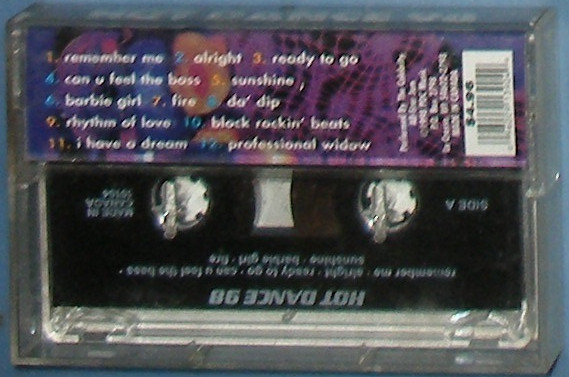 1. remember me 2. alright 3. ready to go
4. can u feel the bass 5. sunshine
6. barbie girl 7. fire 8. da' dip
9. rhythm of love 10. block rockin' beats
11. i have a dream 12. professional widow
$4.98
MADE IN
CANADA
SIDE A
remember me · alright · ready to go · can u feel the bass ·
sunshine · barbie girl · fire
HOT DANCE 98